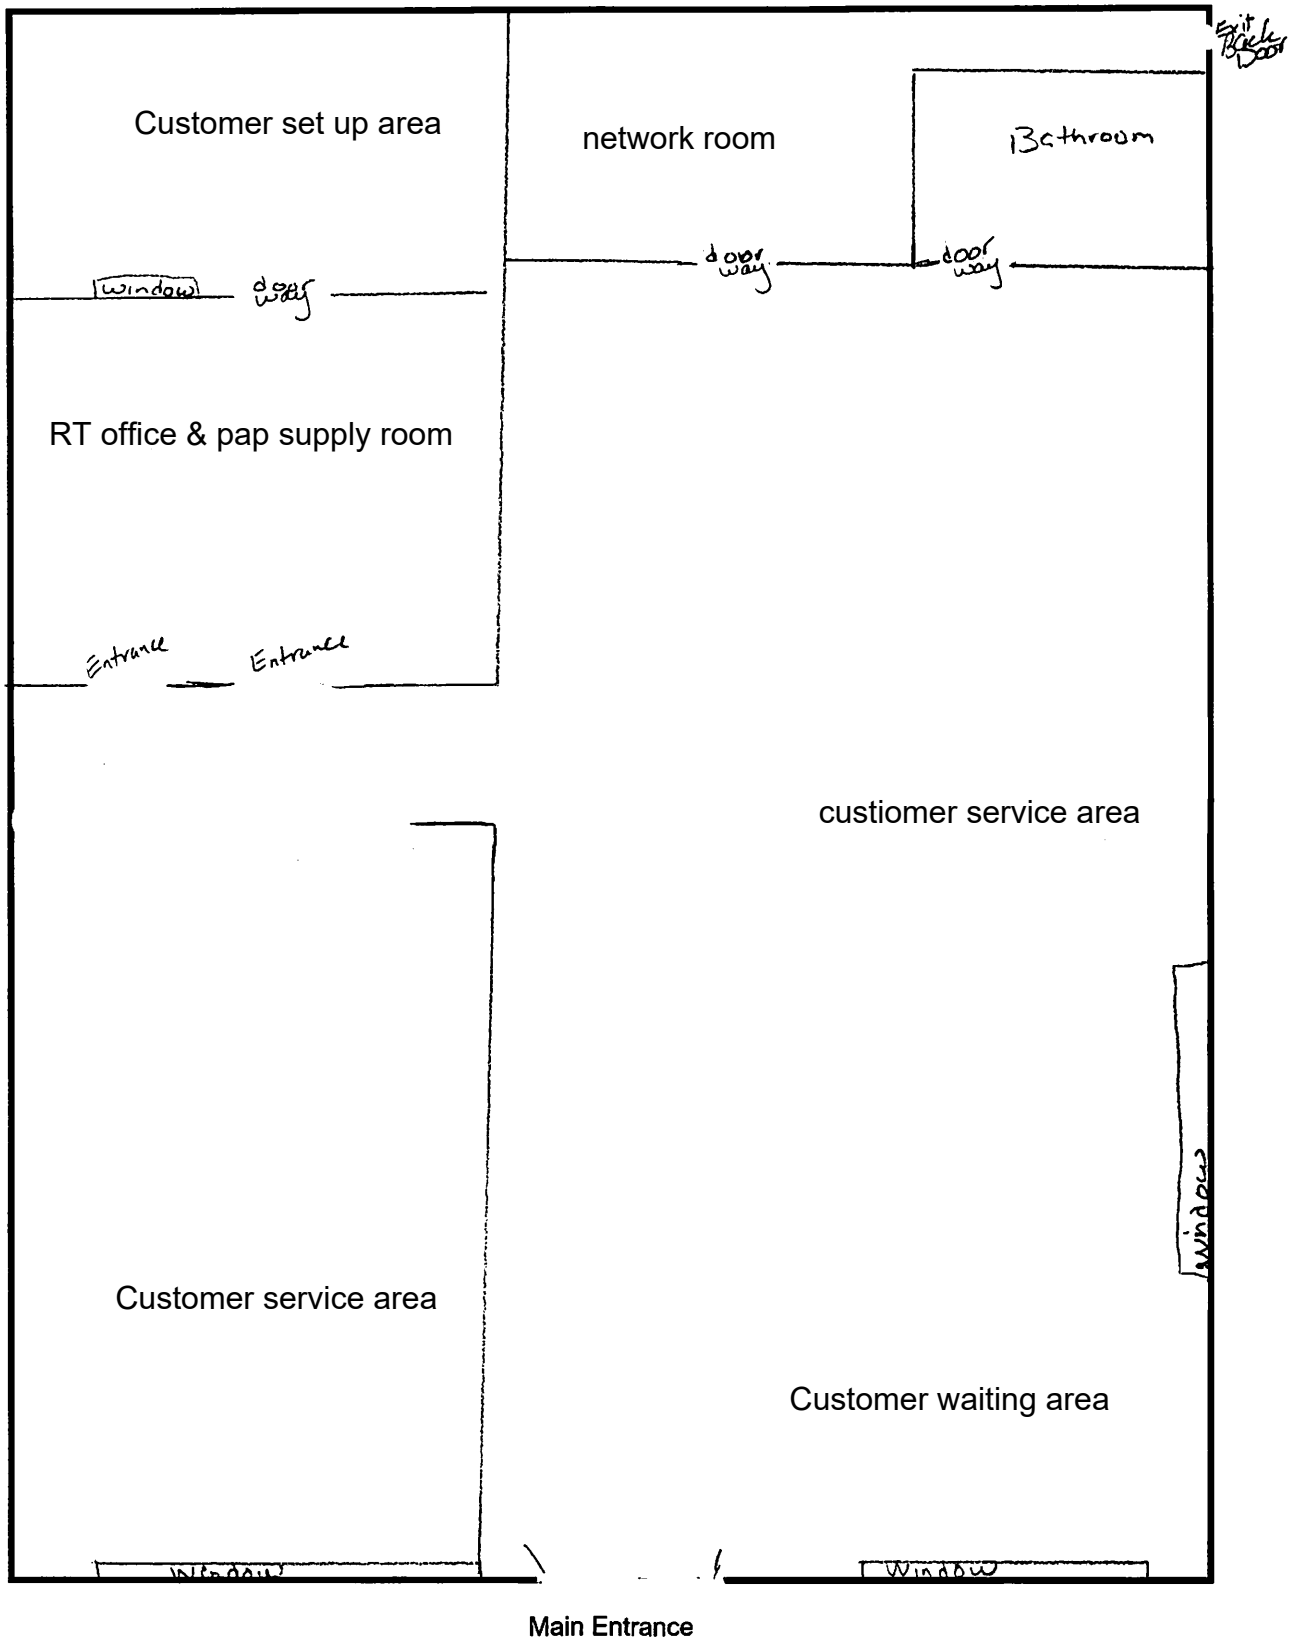 Exit
Back
Door
Customer set up area
network room
Bathroom
door
way
door
way
window
door
way
RT office & pap supply room
Entrance
Entrance
custiomer service area
window
Customer service area
Customer waiting area
Window
Window
Main Entrance